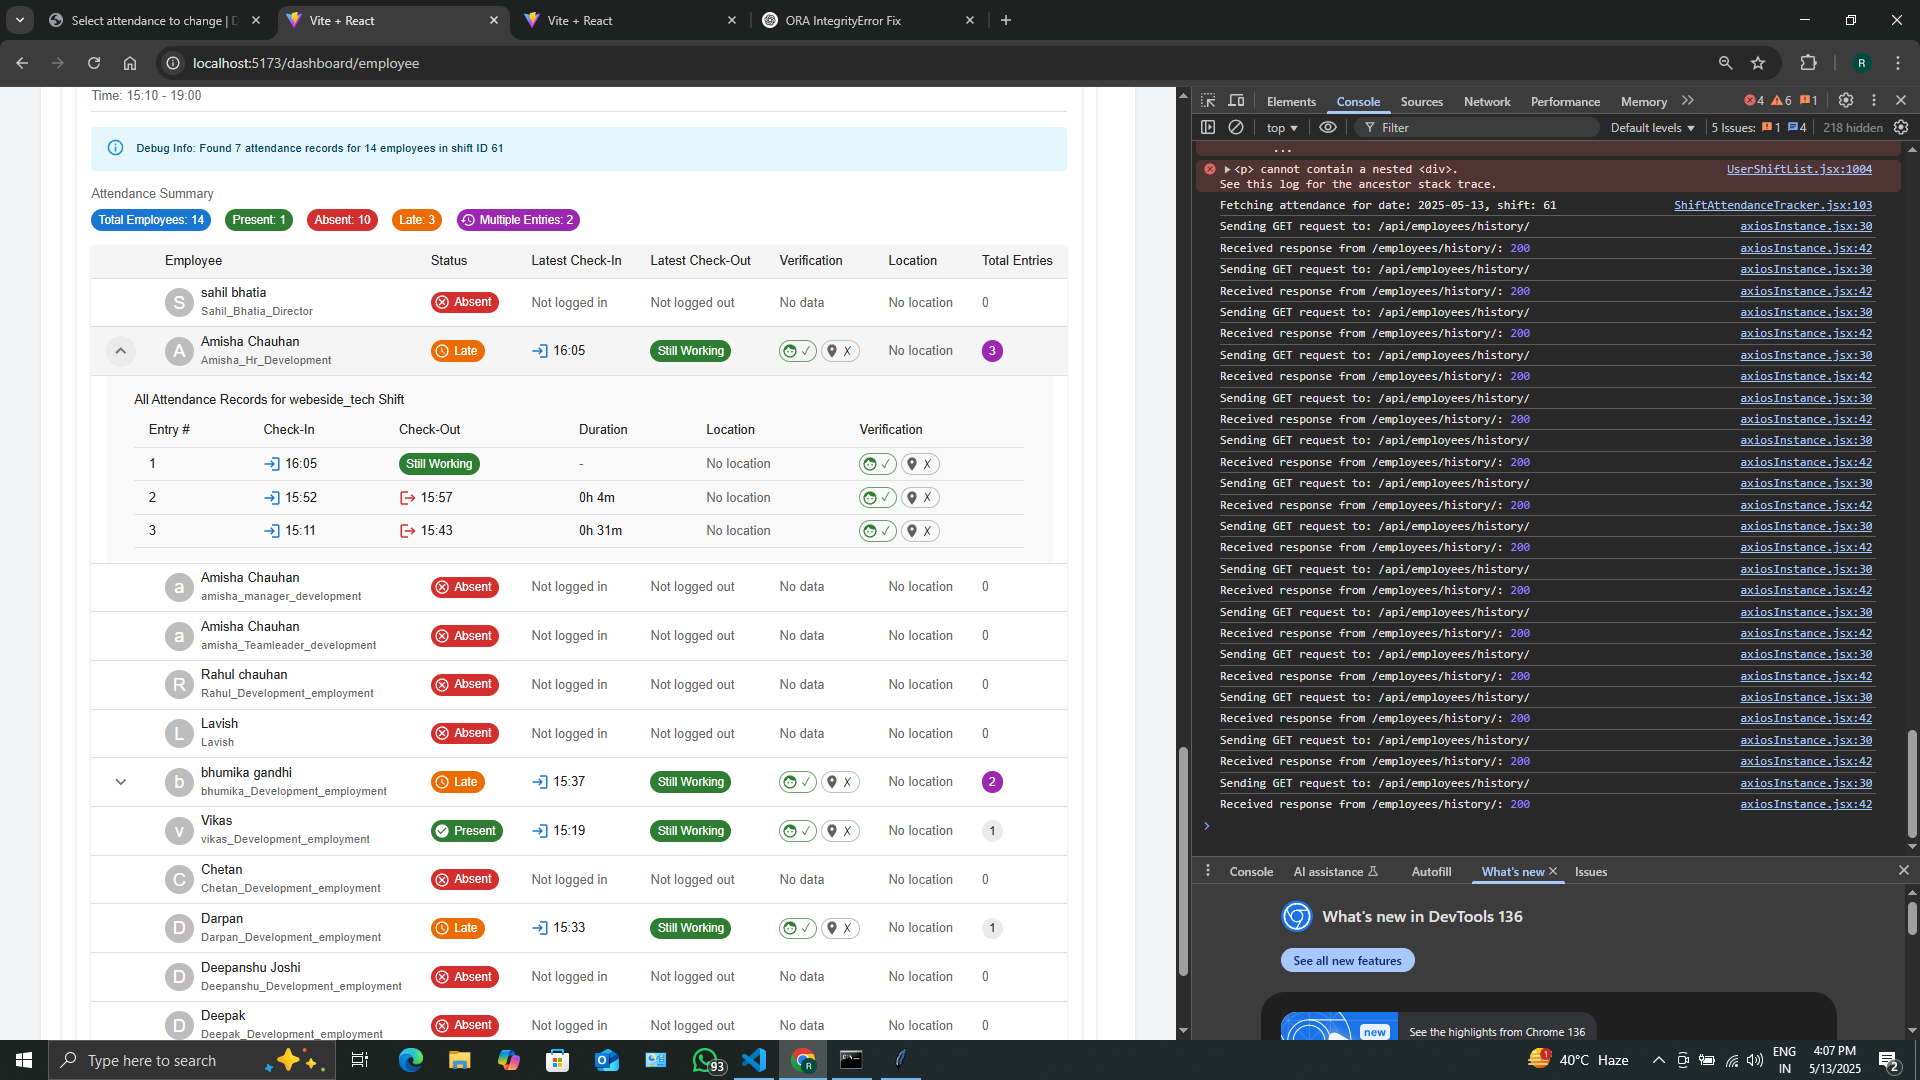 Select attendance to change | D
Vite + React
Vite + React
ORA IntegrityError Fix
localhost:5173/dashboard/employee
R
Time: 15:10 - 19:00
Debug Info: Found 7 attendance records for 14 employees in shift ID 61
Attendance Summary
Total Employees: 14
Present: 1
Absent: 10
Late: 3
Multiple Entries: 2
Employee Status Latest Check-In Latest Check-Out Verification Location Total Entries
S sahil bhatia Absent Not logged in Not logged out No data No location 0
Sahil_Bhatia_Director
A Amisha Chauhan Late 16:05 Still Working ✓ X No location 3
Amisha_Hr_Development
All Attendance Records for webeside_tech Shift
Entry # Check-In Check-Out Duration Location Verification
1 16:05 Still Working - No location ✓ X
2 15:52 15:57 0h 4m No location ✓ X
3 15:11 15:43 0h 31m No location ✓ X
a Amisha Chauhan Absent Not logged in Not logged out No data No location 0
amisha_manager_development
a Amisha Chauhan Absent Not logged in Not logged out No data No location 0
amisha_Teamleader_development
R Rahul chauhan Absent Not logged in Not logged out No data No location 0
Rahul_Development_employment
L Lavish Absent Not logged in Not logged out No data No location 0
Lavish
b bhumika gandhi Late 15:37 Still Working ✓ X No location 2
bhumika_Development_employment
v Vikas Present 15:19 Still Working ✓ X No location 1
vikas_Development_employment
C Chetan Absent Not logged in Not logged out No data No location 0
Chetan_Development_employment
D Darpan Late 15:33 Still Working ✓ X No location 1
Darpan_Development_employment
D Deepanshu Joshi Absent Not logged in Not logged out No data No location 0
Deepanshu_Development_employment
D Deepak Absent Not logged in Not logged out No data No location 0
Deepak_Development_employment
Elements Console Sources Network Performance Memory 4 6 1
top Filter Default levels 5 Issues: 1 4 218 hidden
...
<p> cannot contain a nested <div>. UserShiftList.jsx:1004
See this log for the ancestor stack trace.
Fetching attendance for date: 2025-05-13, shift: 61 ShiftAttendanceTracker.jsx:103
Sending GET request to: /api/employees/history/ axiosInstance.jsx:30
Received response from /employees/history/: 200 axiosInstance.jsx:42
Sending GET request to: /api/employees/history/ axiosInstance.jsx:30
Received response from /employees/history/: 200 axiosInstance.jsx:42
Sending GET request to: /api/employees/history/ axiosInstance.jsx:30
Received response from /employees/history/: 200 axiosInstance.jsx:42
Sending GET request to: /api/employees/history/ axiosInstance.jsx:30
Received response from /employees/history/: 200 axiosInstance.jsx:42
Sending GET request to: /api/employees/history/ axiosInstance.jsx:30
Received response from /employees/history/: 200 axiosInstance.jsx:42
Sending GET request to: /api/employees/history/ axiosInstance.jsx:30
Received response from /employees/history/: 200 axiosInstance.jsx:42
Sending GET request to: /api/employees/history/ axiosInstance.jsx:30
Received response from /employees/history/: 200 axiosInstance.jsx:42
Sending GET request to: /api/employees/history/ axiosInstance.jsx:30
Received response from /employees/history/: 200 axiosInstance.jsx:42
Sending GET request to: /api/employees/history/ axiosInstance.jsx:30
Received response from /employees/history/: 200 axiosInstance.jsx:42
Sending GET request to: /api/employees/history/ axiosInstance.jsx:30
Received response from /employees/history/: 200 axiosInstance.jsx:42
Sending GET request to: /api/employees/history/ axiosInstance.jsx:30
Received response from /employees/history/: 200 axiosInstance.jsx:42
Sending GET request to: /api/employees/history/ axiosInstance.jsx:30
Received response from /employees/history/: 200 axiosInstance.jsx:42
Sending GET request to: /api/employees/history/ axiosInstance.jsx:30
Received response from /employees/history/: 200 axiosInstance.jsx:42
Sending GET request to: /api/employees/history/ axiosInstance.jsx:30
Received response from /employees/history/: 200 axiosInstance.jsx:42
Console AI assistance Autofill What's new Issues
What's new in DevTools 136
See all new features
new
See the highlights from Chrome 136
Type here to search
93
R
1
40°C Haze
ENG
IN
4:07 PM
5/13/2025
2